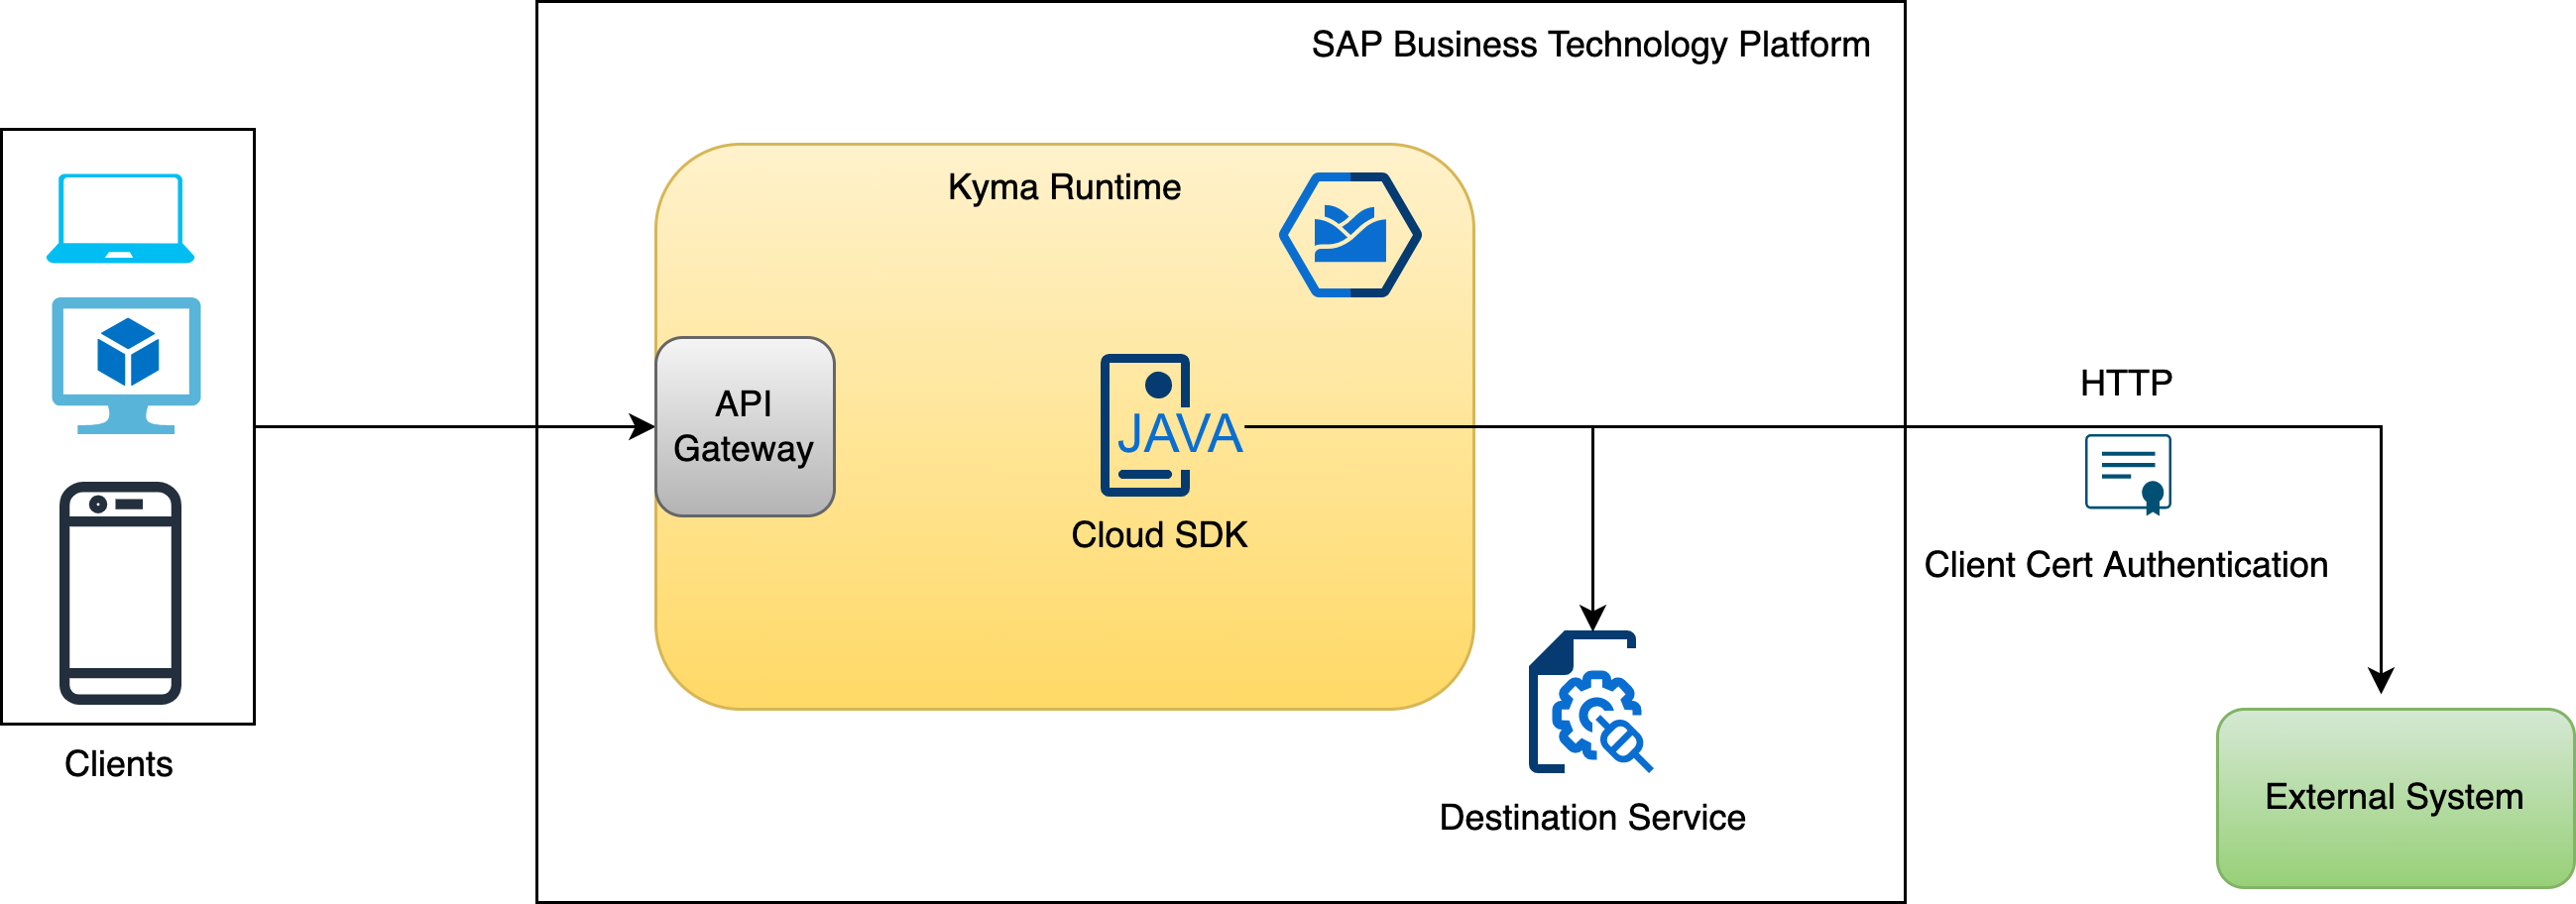 SAP Business Technology Platform
Kyma Runtime
API
Gateway
JAVA
Cloud SDK
HTTP
Client Cert Authentication
Clients
Destination Service
External System